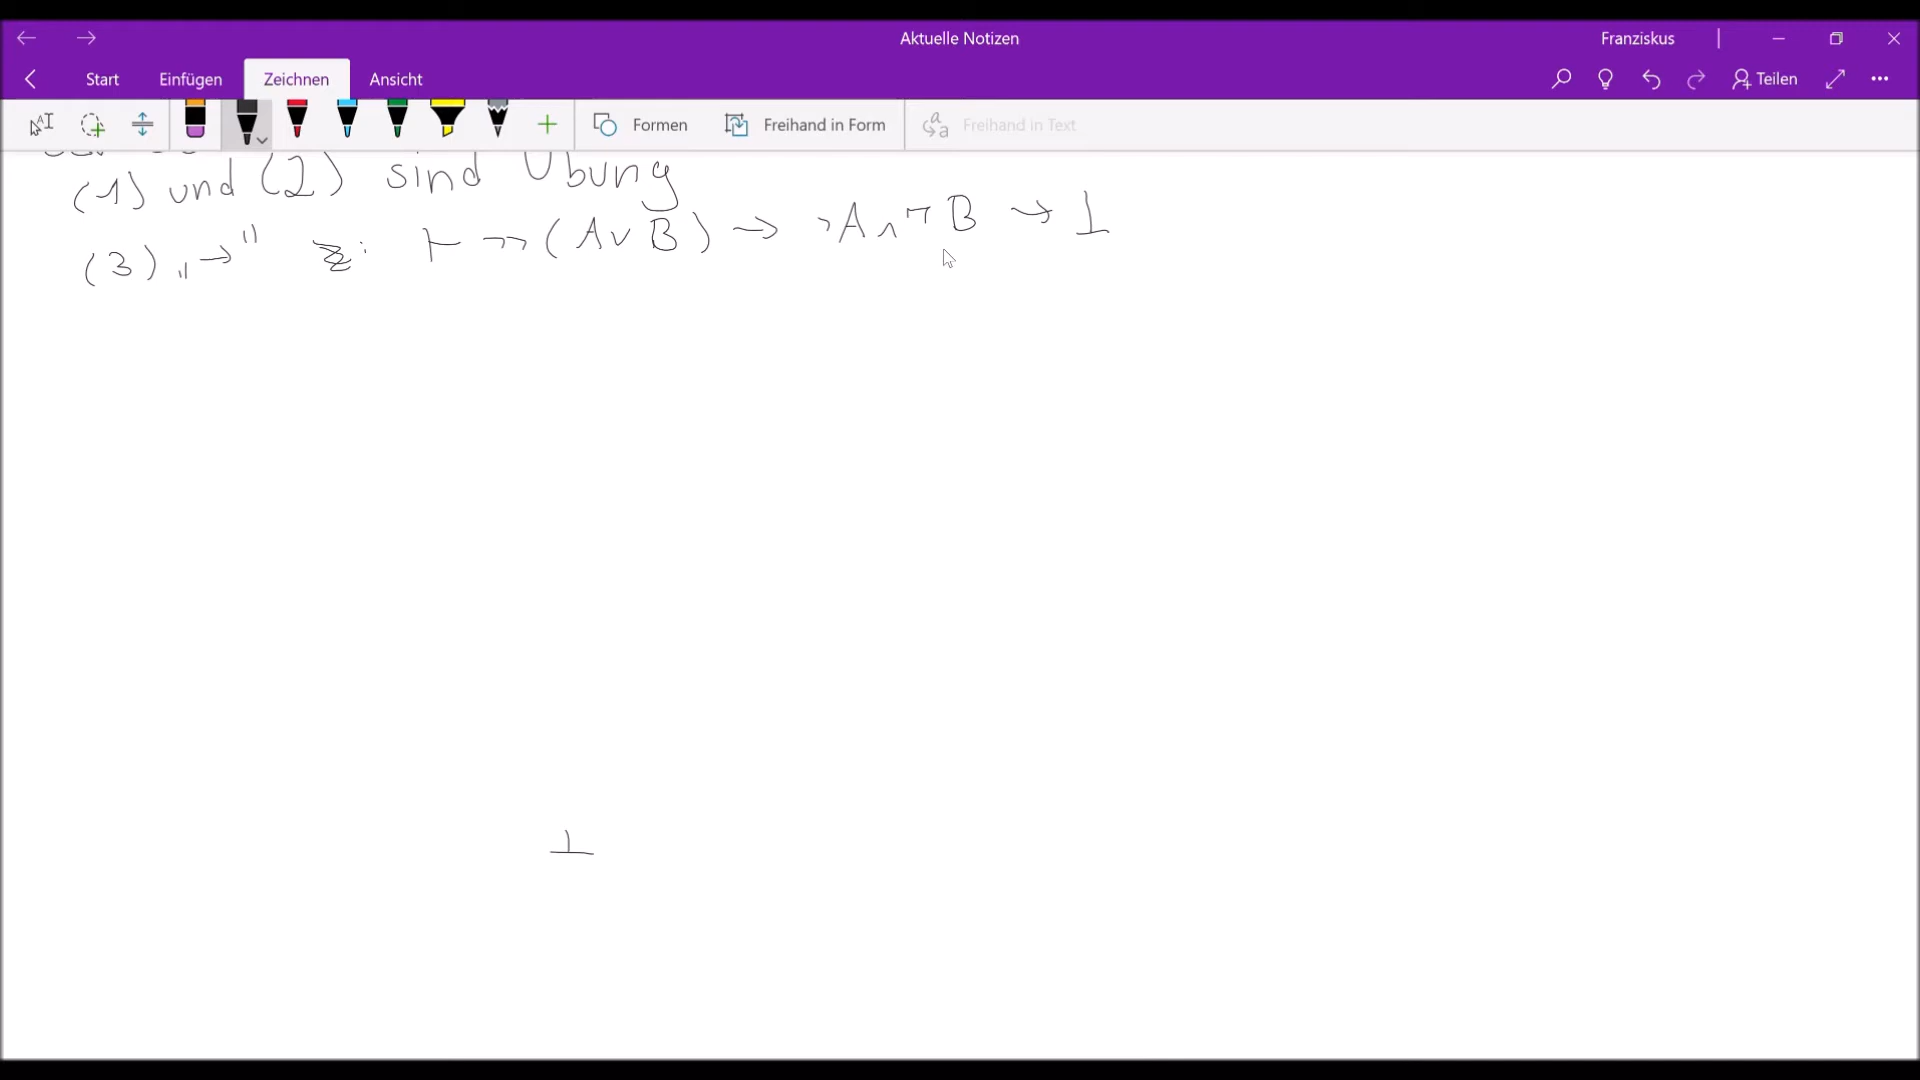 Aktuelle Notizen
Franziskus
Start Einfügen Zeichnen Ansicht
Teilen
Formen Freihand in Form Freihand in Text
(1) und (2) sind Übung
(3) „→" Z: ⊢ ¬¬(A∨B) → ¬A∧¬B → ⊥
⊥